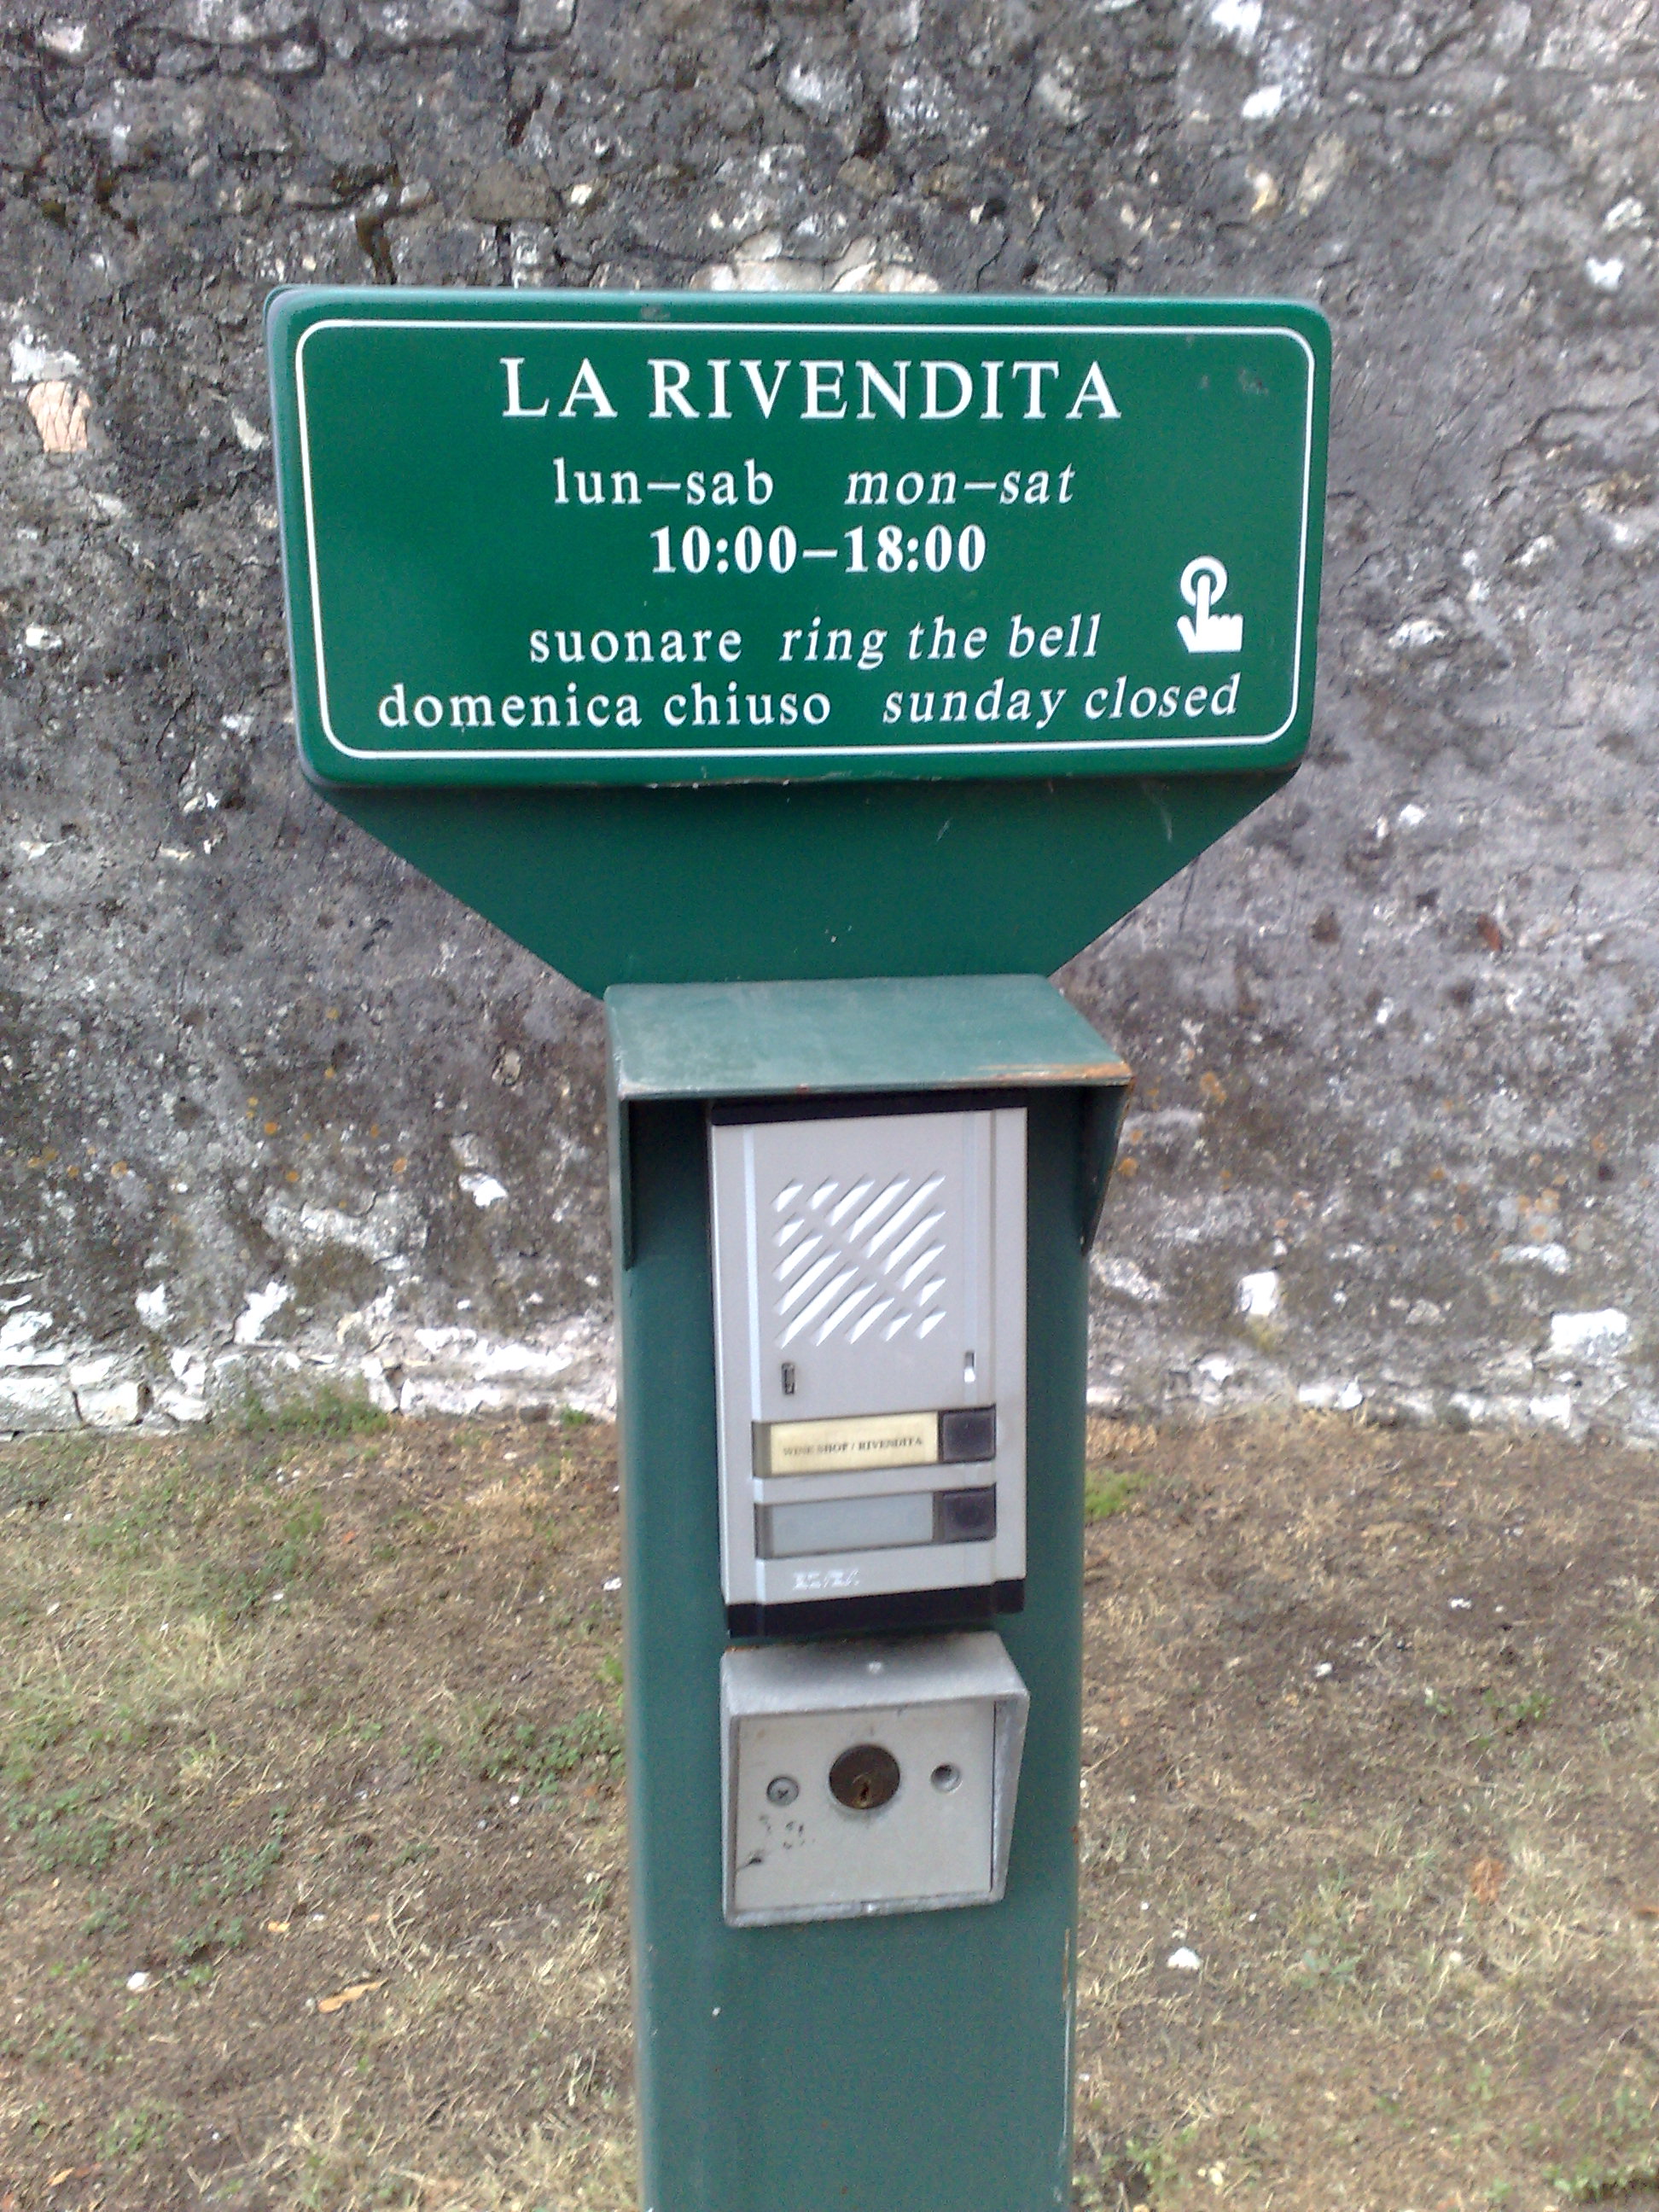 LA RIVENDITA
lun–sab mon–sat
10:00–18:00
suonare ring the bell
domenica chiuso sunday closed
WINE SHOP / RIVENDITA